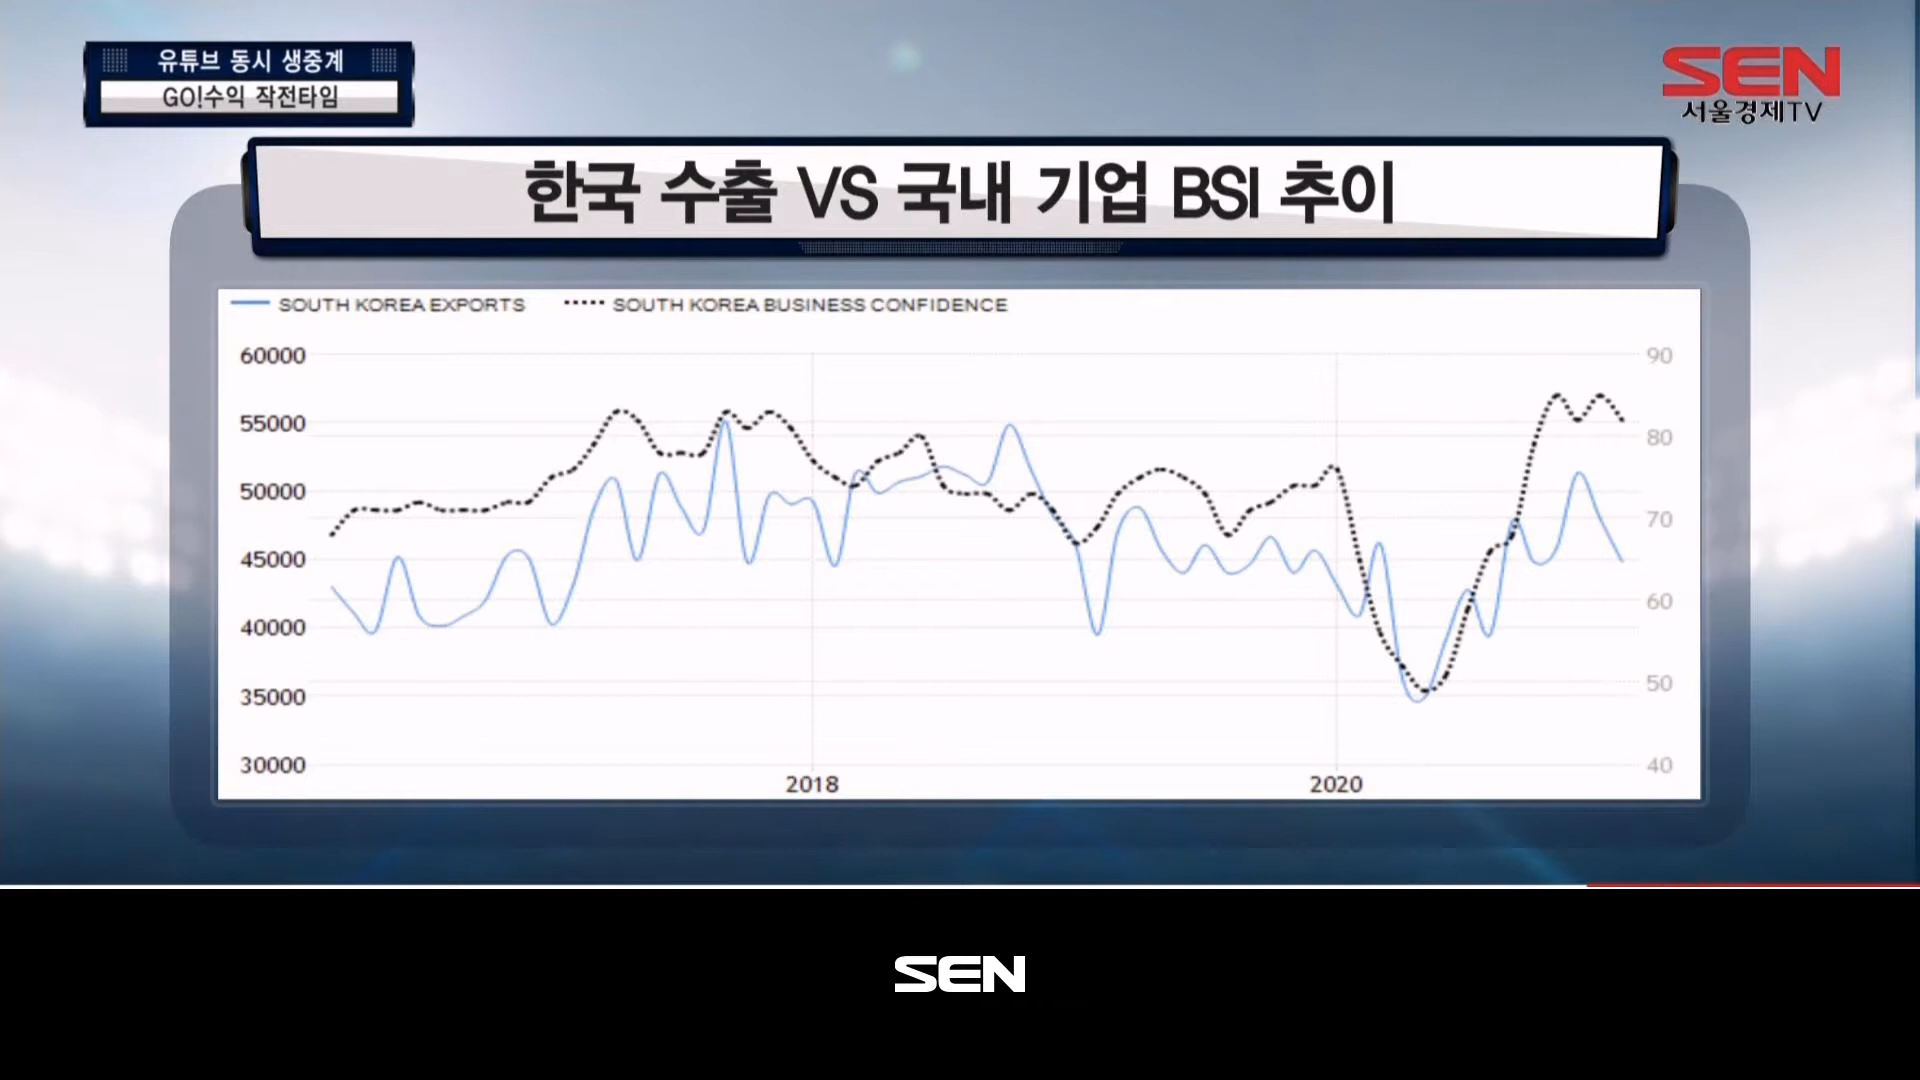 유튜브 동시 생중계
GO!수익 작전타임
SEN
서울경제TV
한국 수출 VS 국내 기업 BSI 추이
SOUTH KOREA EXPORTS SOUTH KOREA BUSINESS CONFIDENCE
60000
55000
50000
45000
40000
35000
30000
90
80
70
60
50
40
2018 2020
SEN